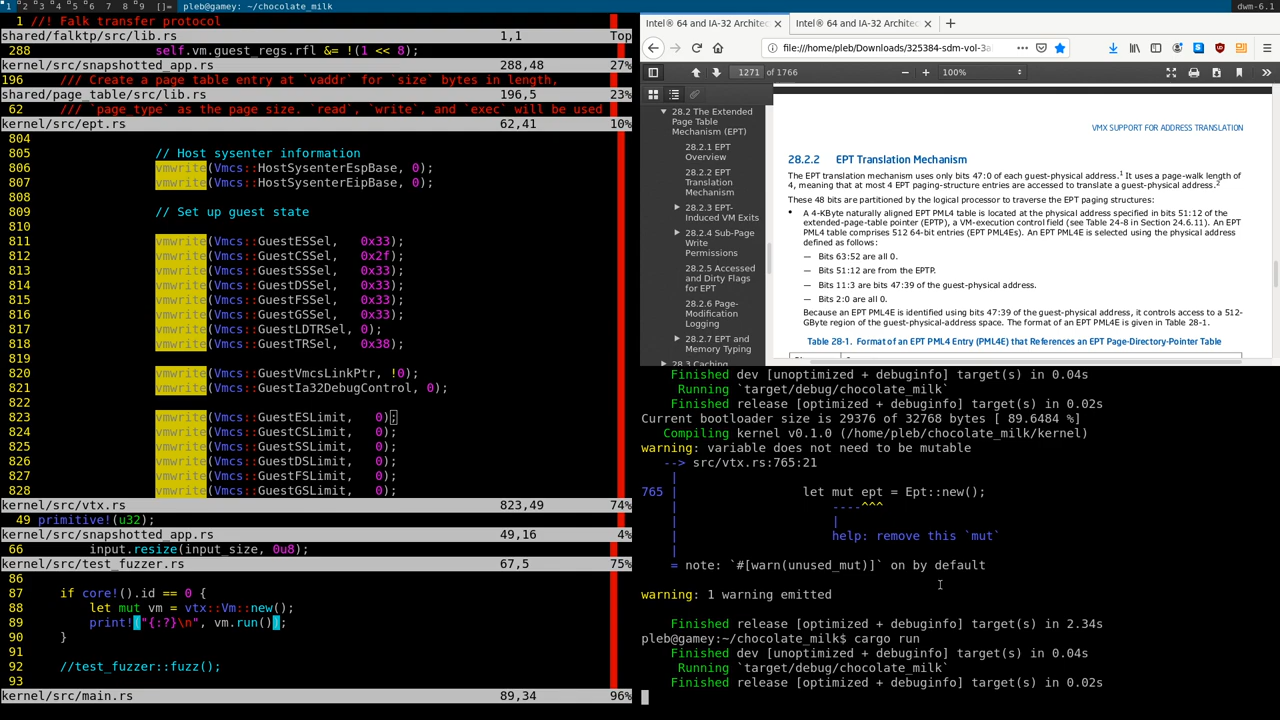 1 2 3 4 5 6 7 8 9 []= pleb@gamey: ~/chocolate_milk dwm-6.1
1 //! Falk transfer protocol
shared/falktp/src/lib.rs 1,1 Top
288 self.vm.guest_regs.rfl &= !(1 << 8);
kernel/src/snapshotted_app.rs 288,48 27%
196 /// Create a page table entry at `vaddr` for `size` bytes in length,
shared/page_table/src/lib.rs 196,5 23%
62 /// `page_type` as the page size. `read`, `write`, and `exec` will be used
kernel/src/ept.rs 62,41 10%
804
805 // Host sysenter information
806 vmwrite(Vmcs::HostSysenterEspBase, 0);
807 vmwrite(Vmcs::HostSysenterEipBase, 0);
808
809 // Set up guest state
810
811 vmwrite(Vmcs::GuestESSel, 0x33);
812 vmwrite(Vmcs::GuestCSSel, 0x2f);
813 vmwrite(Vmcs::GuestSSSel, 0x33);
814 vmwrite(Vmcs::GuestDSSel, 0x33);
815 vmwrite(Vmcs::GuestFSSel, 0x33);
816 vmwrite(Vmcs::GuestGSSel, 0x33);
817 vmwrite(Vmcs::GuestLDTRSel, 0);
818 vmwrite(Vmcs::GuestTRSel, 0x38);
819
820 vmwrite(Vmcs::GuestVmcsLinkPtr, !0);
821 vmwrite(Vmcs::GuestIa32DebugControl, 0);
822
823 vmwrite(Vmcs::GuestESLimit, 0);
824 vmwrite(Vmcs::GuestCSLimit, 0);
825 vmwrite(Vmcs::GuestSSLimit, 0);
826 vmwrite(Vmcs::GuestDSLimit, 0);
827 vmwrite(Vmcs::GuestFSLimit, 0);
828 vmwrite(Vmcs::GuestGSLimit, 0);
kernel/src/vtx.rs 823,49 74%
49 primitive!(u32);
kernel/src/snapshotted_app.rs 49,16 4%
66 input.resize(input_size, 0u8);
kernel/src/test_fuzzer.rs 67,5 75%
86
87 if core!().id == 0 {
88 let mut vm = vtx::Vm::new();
89 print!("{:?}\n", vm.run());
90 }
91
92 //test_fuzzer::fuzz();
93
kernel/src/main.rs 89,34 96%
Intel® 64 and IA-32 Architec × Intel® 64 and IA-32 Architec × +
file:///home/pleb/Downloads/325384-sdm-vol-3a
1271 of 1766 100%
28.2 The Extended
Page Table
Mechanism (EPT)
28.2.1 EPT
Overview
28.2.2 EPT
Translation
Mechanism
28.2.3 EPT-
Induced VM Exits
28.2.4 Sub-Page
Write
Permissions
28.2.5 Accessed
and Dirty Flags
for EPT
28.2.6 Page-
Modification
Logging
28.2.7 EPT and
Memory Typing
28.3 Caching
VMX SUPPORT FOR ADDRESS TRANSLATION
28.2.2 EPT Translation Mechanism
The EPT translation mechanism uses only bits 47:0 of each guest-physical address.1 It uses a page-walk length of
4, meaning that at most 4 EPT paging-structure entries are accessed to translate a guest-physical address.2
These 48 bits are partitioned by the logical processor to traverse the EPT paging structures:
• A 4-KByte naturally aligned EPT PML4 table is located at the physical address specified in bits 51:12 of the
extended-page-table pointer (EPTP), a VM-execution control field (see Table 24-8 in Section 24.6.11). An EPT
PML4 table comprises 512 64-bit entries (EPT PML4Es). An EPT PML4E is selected using the physical address
defined as follows:
— Bits 63:52 are all 0.
— Bits 51:12 are from the EPTP.
— Bits 11:3 are bits 47:39 of the guest-physical address.
— Bits 2:0 are all 0.
Because an EPT PML4E is identified using bits 47:39 of the guest-physical address, it controls access to a 512-
GByte region of the guest-physical-address space. The format of an EPT PML4E is given in Table 28-1.
Table 28-1. Format of an EPT PML4 Entry (PML4E) that References an EPT Page-Directory-Pointer Table
Finished dev [unoptimized + debuginfo] target(s) in 0.04s
Running `target/debug/chocolate_milk`
Finished release [optimized + debuginfo] target(s) in 0.02s
Current bootloader size is 29376 of 32768 bytes [ 89.6484 %]
Compiling kernel v0.1.0 (/home/pleb/chocolate_milk/kernel)
warning: variable does not need to be mutable
--> src/vtx.rs:765:21
|
765 | let mut ept = Ept::new();
| ----^^^
| |
| help: remove this `mut`
|
= note: `#[warn(unused_mut)]` on by default
warning: 1 warning emitted
Finished release [optimized + debuginfo] target(s) in 2.34s
pleb@gamey:~/chocolate_milk$ cargo run
Finished dev [unoptimized + debuginfo] target(s) in 0.04s
Running `target/debug/chocolate_milk`
Finished release [optimized + debuginfo] target(s) in 0.02s